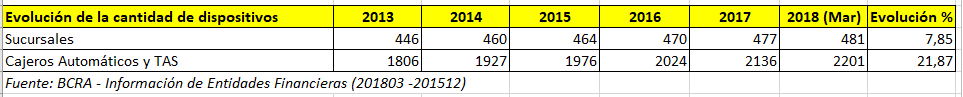 Evolución de la cantidad de dispositivos 2013 2014 2015 2016 2017 2018 (Mar) Evolución %
Sucursales 446 460 464 470 477 481 7,85
Cajeros Automáticos y TAS 1806 1927 1976 2024 2136 2201 21,87
Fuente: BCRA - Información de Entidades Financieras (201803 -201512)